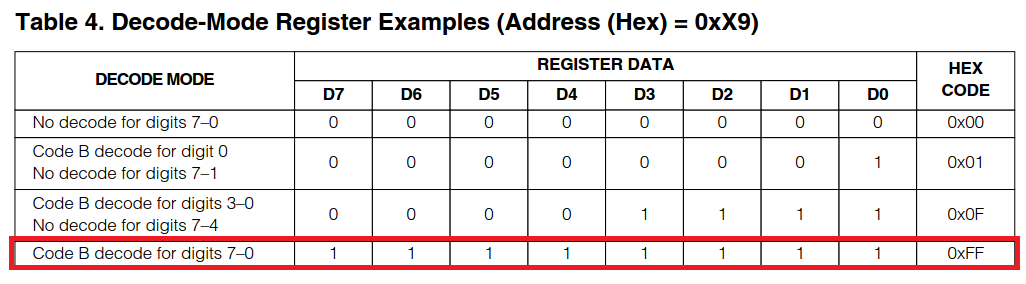 Table 4. Decode-Mode Register Examples (Address (Hex) = 0xX9)
DECODE MODE REGISTER DATA HEX CODE
D7 D6 D5 D4 D3 D2 D1 D0
No decode for digits 7–0 0 0 0 0 0 0 0 0 0x00
Code B decode for digit 0
No decode for digits 7–1 0 0 0 0 0 0 0 1 0x01
Code B decode for digits 3–0
No decode for digits 7–4 0 0 0 0 1 1 1 1 0x0F
Code B decode for digits 7–0 1 1 1 1 1 1 1 1 0xFF